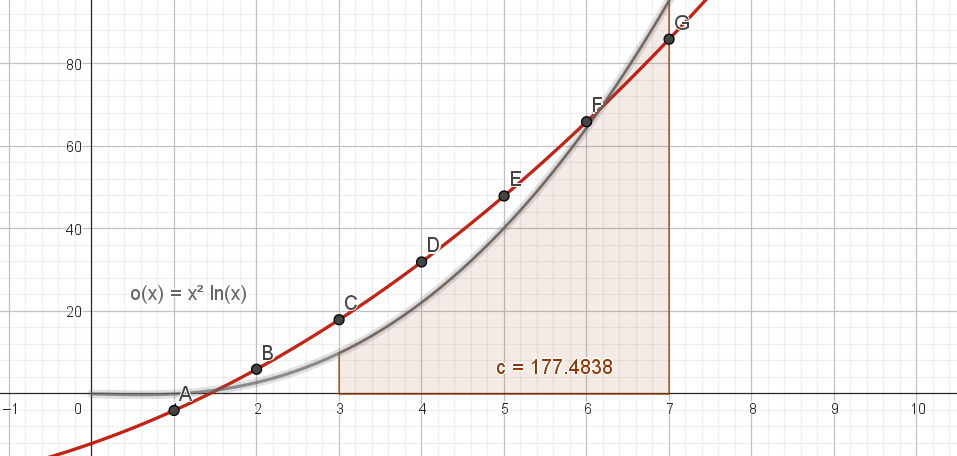 G
80
F
60
E
40
D
o(x) = x² ln(x)
C
20
B
c = 177.4838
A
−1 0 2 3 4 5 6 7 8 9 10